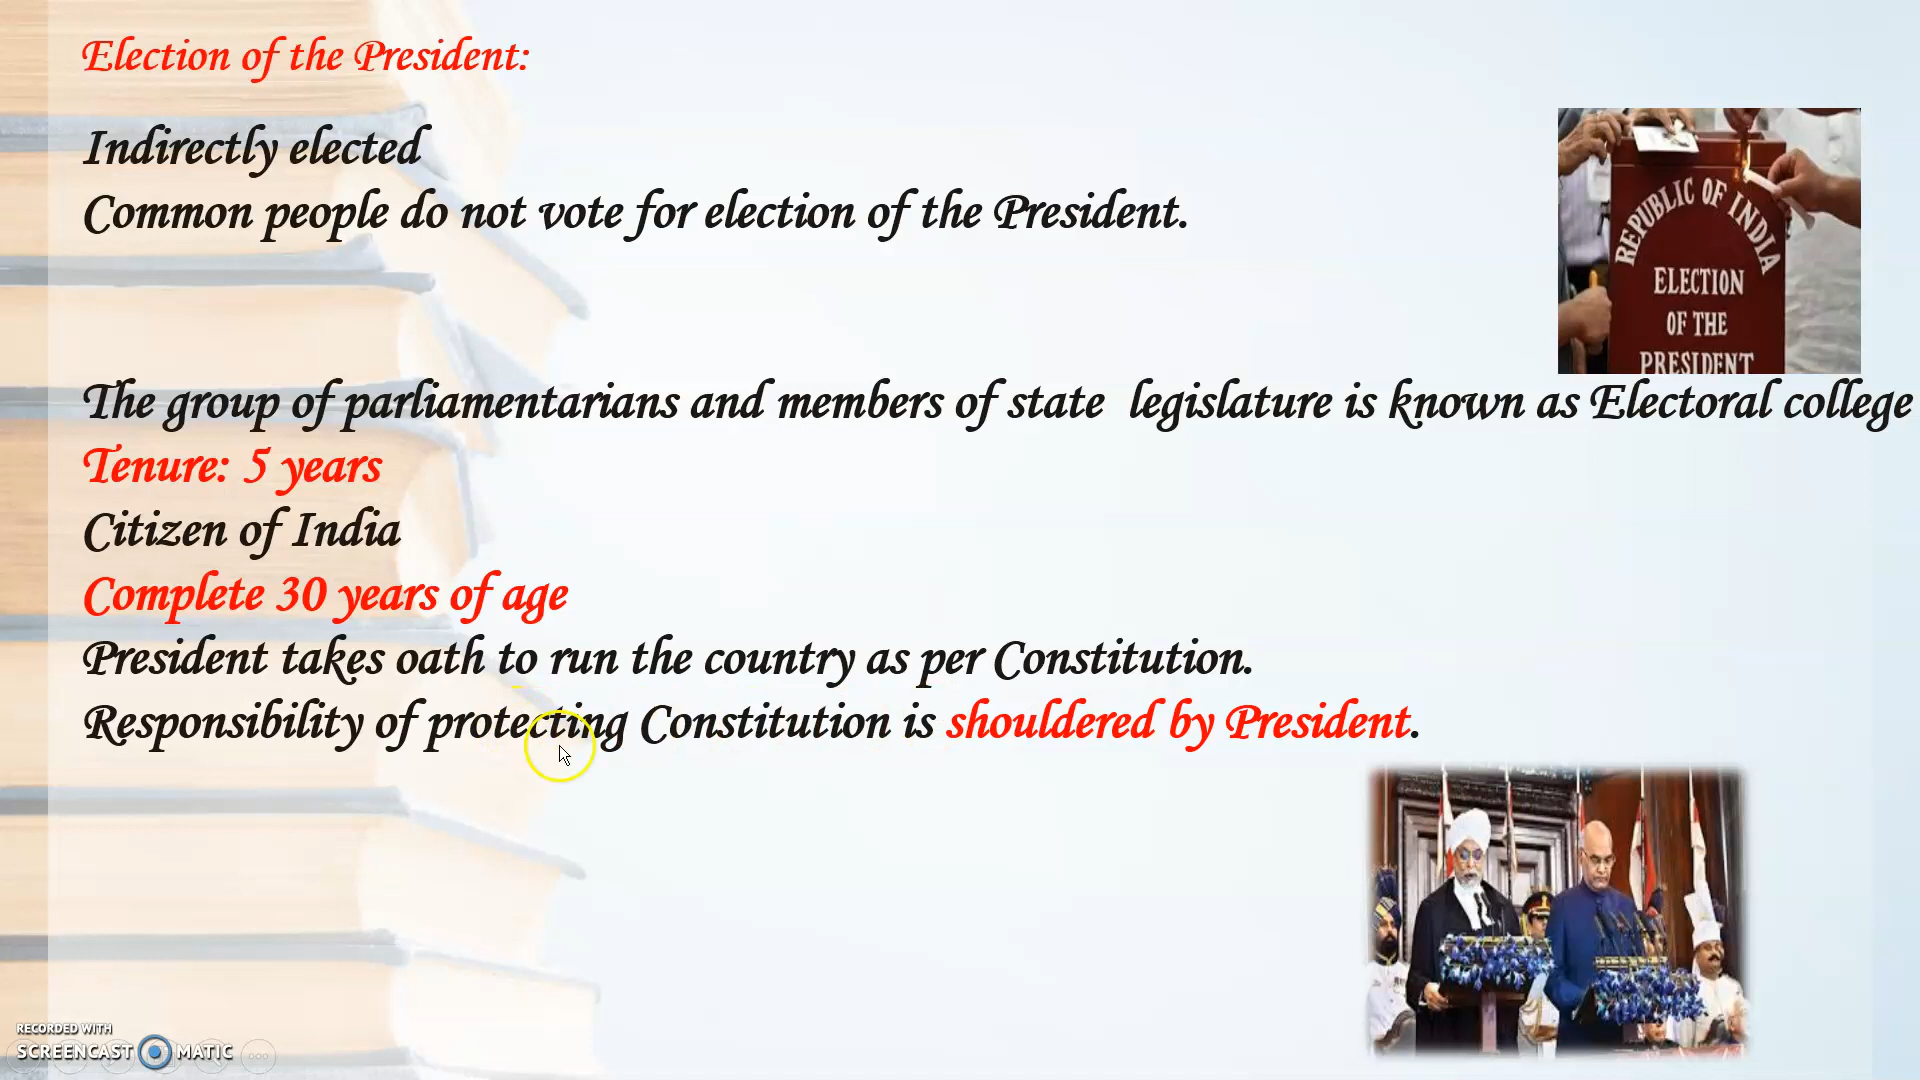 Election of the President:
Indirectly elected
Common people do not vote for election of the President.
REPUBLIC OF INDIA
ELECTION
OF THE
PRESIDENT
The group of parliamentarians and members of state legislature is known as Electoral college
Tenure: 5 years
Citizen of India
Complete 30 years of age
President takes oath to run the country as per Constitution.
Responsibility of protecting Constitution is shouldered by President.
RECORDED WITH
SCREENCAST MATIC